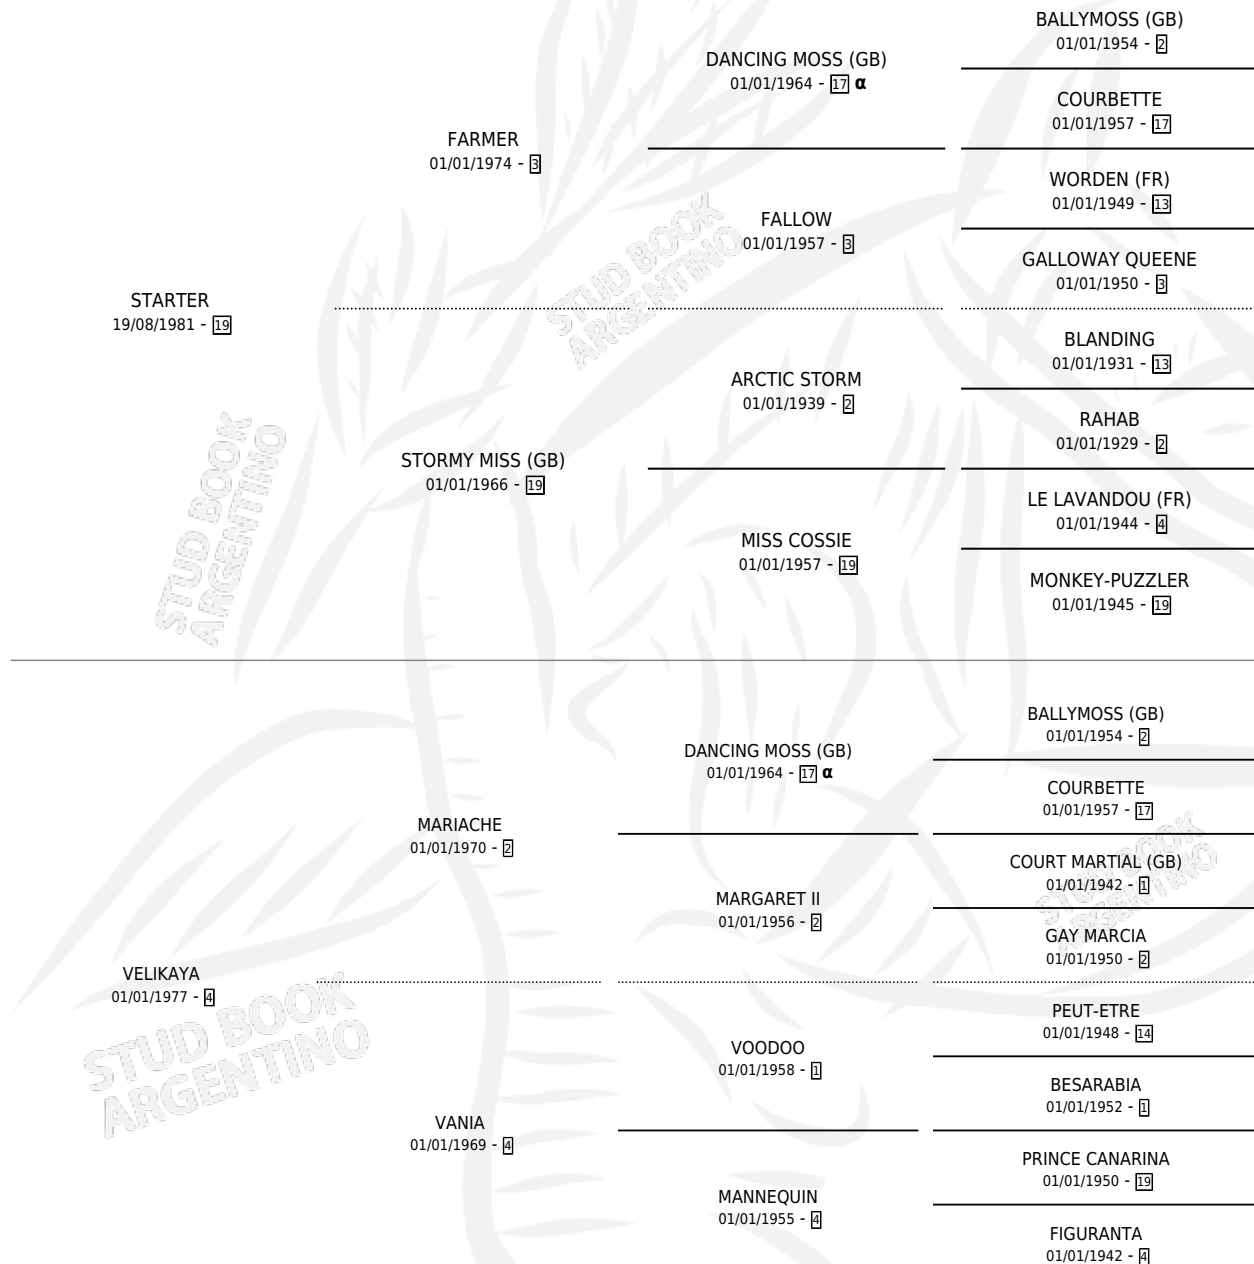 BALLYMOSS (GB)
01/01/1954 - 2
DANCING MOSS (GB)
01/01/1964 - 17 α
COURBETTE
01/01/1957 - 17
FARMER
01/01/1974 - 3
WORDEN (FR)
01/01/1949 - 13
FALLOW
01/01/1957 - 3
GALLOWAY QUEENE
01/01/1950 - 3
STARTER
19/08/1981 - 19
BLANDING
01/01/1931 - 13
ARCTIC STORM
01/01/1939 - 2
RAHAB
01/01/1929 - 2
STORMY MISS (GB)
01/01/1966 - 19
LE LAVANDOU (FR)
01/01/1944 - 4
MISS COSSIE
01/01/1957 - 19
MONKEY-PUZZLER
01/01/1945 - 19
STUD BOOK
ARGENTINO
STUD BOOK
ARGENTINO
BALLYMOSS (GB)
01/01/1954 - 2
DANCING MOSS (GB)
01/01/1964 - 17 α
COURBETTE
01/01/1957 - 17
MARIACHE
01/01/1970 - 2
COURT MARTIAL (GB)
01/01/1942 - 1
MARGARET II
01/01/1956 - 2
GAY MARCIA
01/01/1950 - 2
VELIKAYA
01/01/1977 - 4
PEUT-ETRE
01/01/1948 - 14
VOODOO
01/01/1958 - 1
BESARABIA
01/01/1952 - 1
VANIA
01/01/1969 - 4
PRINCE CANARINA
01/01/1950 - 19
MANNEQUIN
01/01/1955 - 4
FIGURANTA
01/01/1942 - 4
STUD BOOK
ARGENTINO
STUD BOOK
ARGENTINO